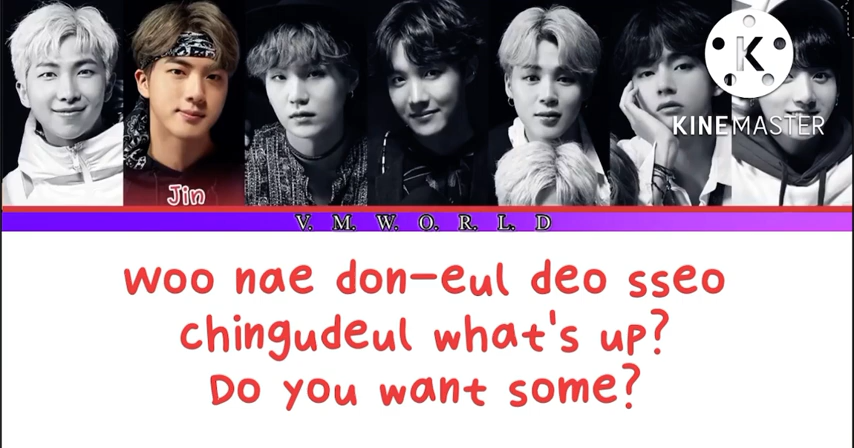 K
KINEMASTER
Jin
V. M. W. O. R. L. D
woo nae don-eul deo sseo
chingudeul what's up?
Do you want some?